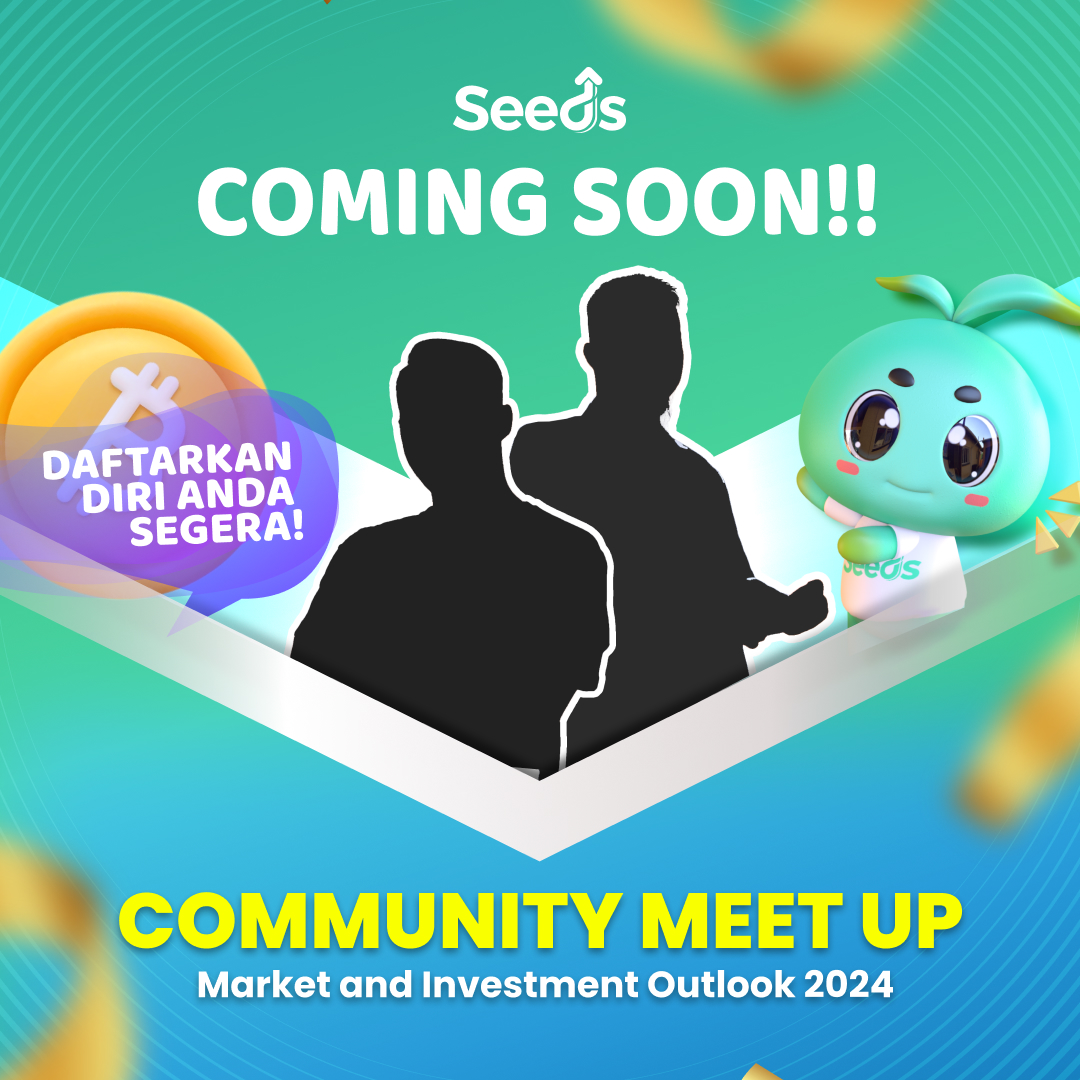 Seeds
COMING SOON!!
DAFTARKAN
DIRI ANDA
SEGERA!
Seeds
COMMUNITY MEET UP
Market and Investment Outlook 2024